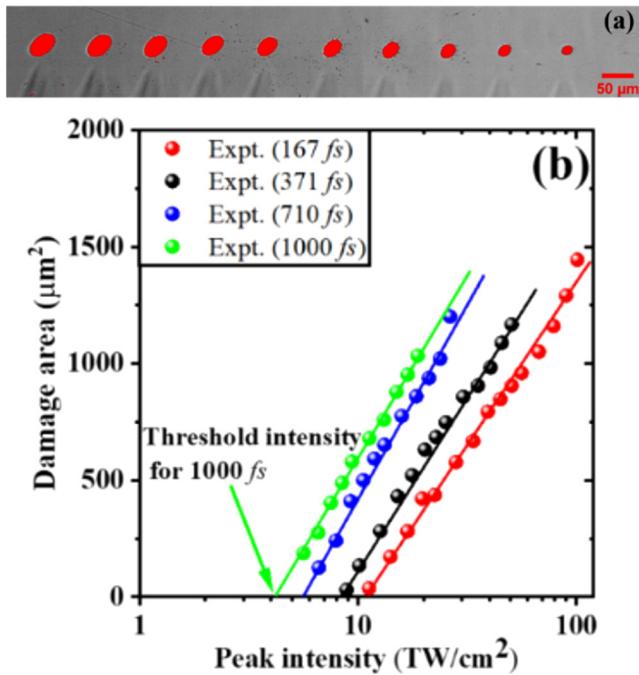 (a)
50 µm
2000
1500
1000
500
0
Damage area (µm²)
Expt. (167 fs)
Expt. (371 fs)
Expt. (710 fs)
Expt. (1000 fs)
(b)
Threshold intensity
for 1000 fs
1
10
100
Peak intensity (TW/cm²)